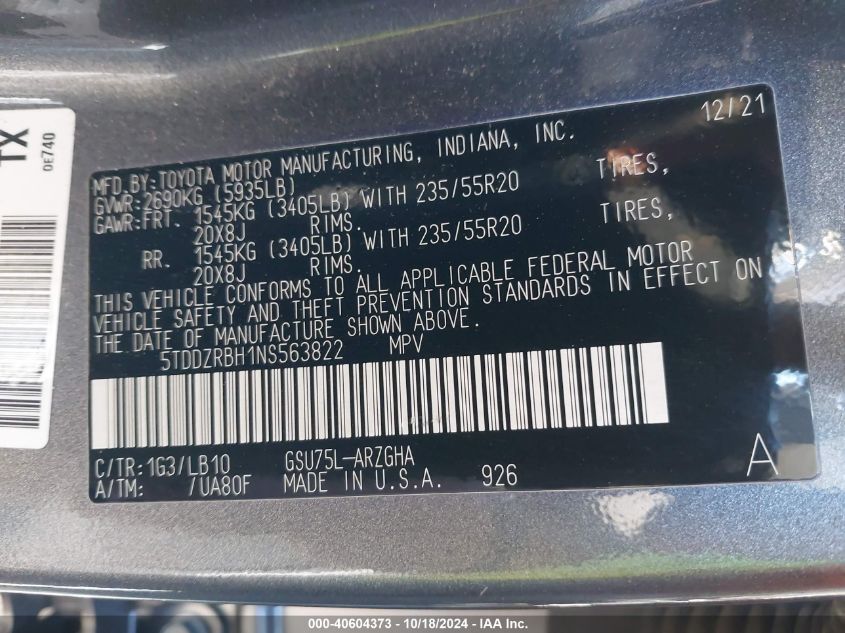 TX
0E740
12/21
MFD.BY:TOYOTA MOTOR MANUFACTURING, INDIANA, INC.
GVWR:2690KG (5935LB)
GAWR:FRT. 1545KG (3405LB) WITH 235/55R20 TIRES,
20X8J RIMS.
RR. 1545KG (3405LB) WITH 235/55R20 TIRES,
20X8J RIMS.
THIS VEHICLE CONFORMS TO ALL APPLICABLE FEDERAL MOTOR
VEHICLE SAFETY AND THEFT PREVENTION STANDARDS IN EFFECT ON
THE DATE OF MANUFACTURE SHOWN ABOVE.
5TDDZRBH1NS563822 MPV
C/TR:1G3/LB10 GSU75L-ARZGHA
A/TM: /UA80F MADE IN U.S.A. 926
A
000-40604373 - 10/18/2024 - IAA Inc.